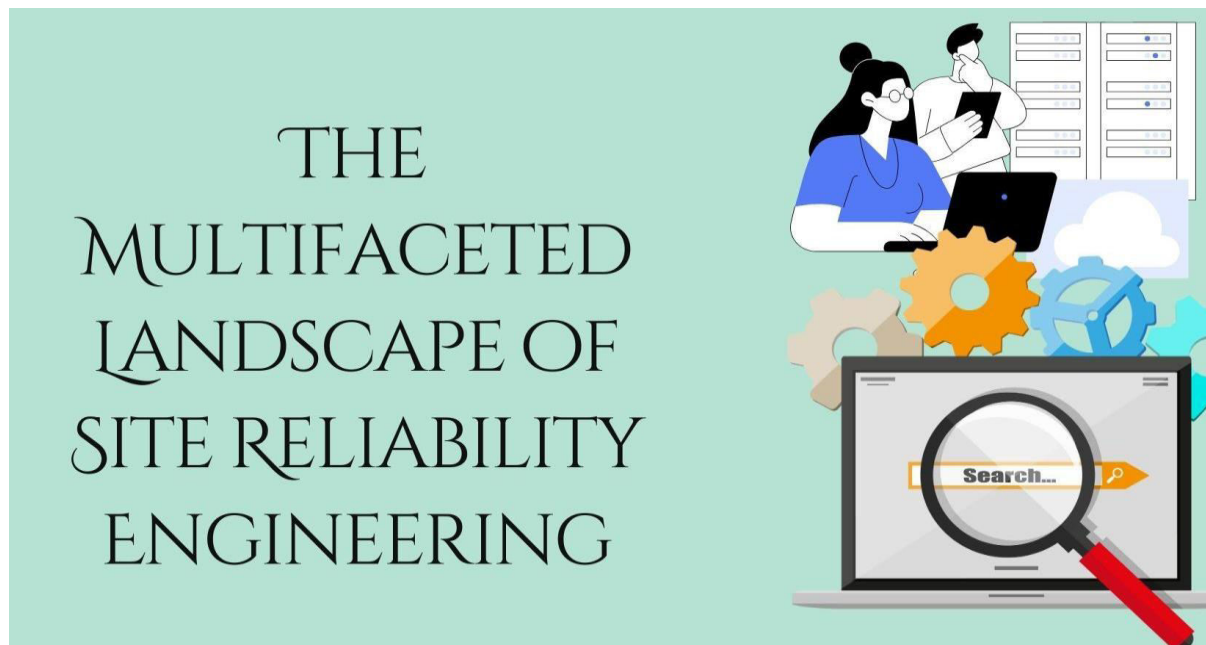 The
Multifaceted
Landscape of
Site Reliability
Engineering
Search...